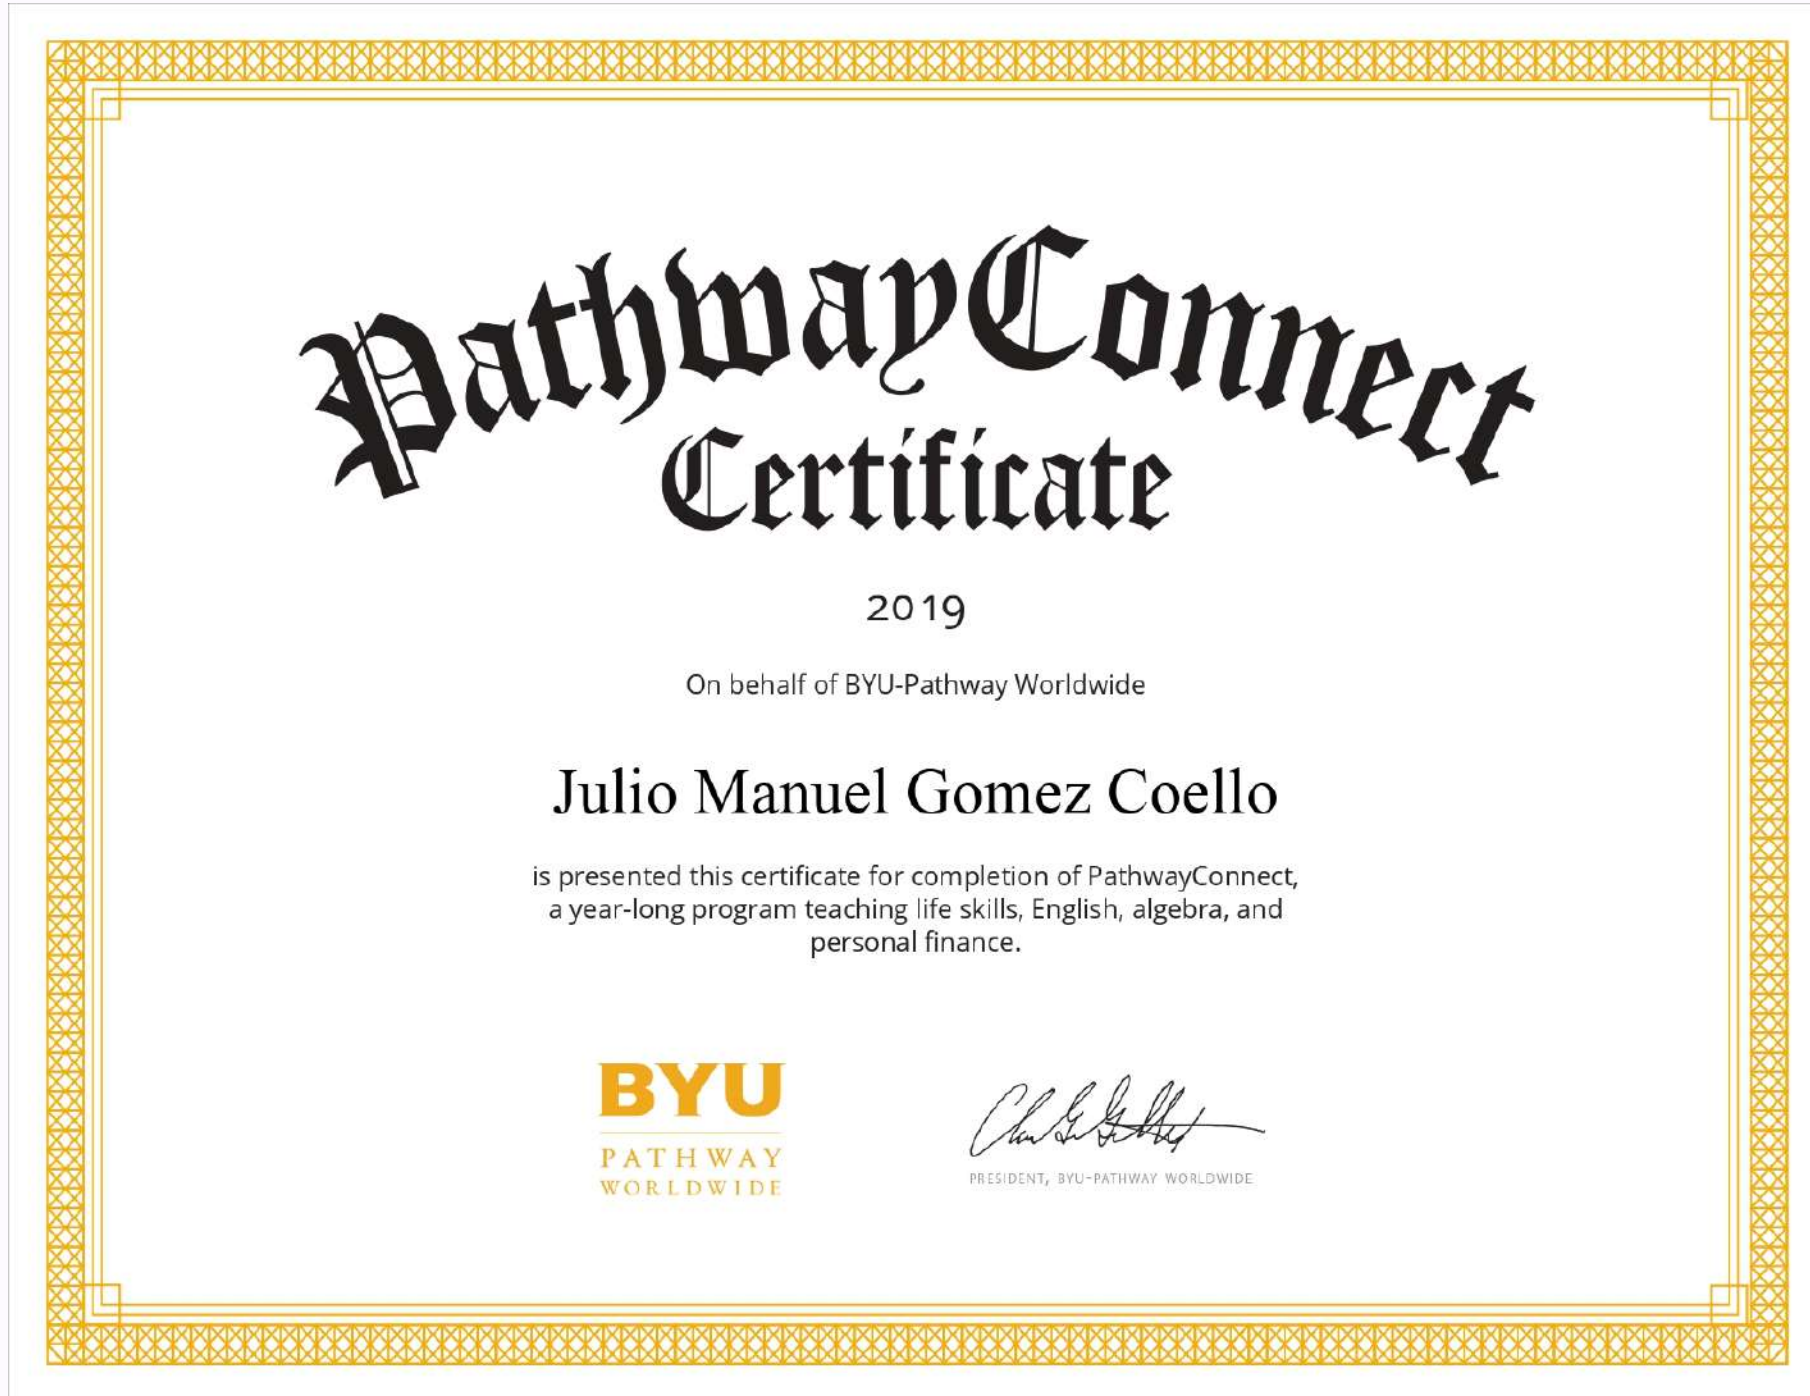 PathwayConnect
Certificate
2019
On behalf of BYU-Pathway Worldwide
Julio Manuel Gomez Coello
is presented this certificate for completion of PathwayConnect,
a year-long program teaching life skills, English, algebra, and
personal finance.
BYU
PATHWAY
WORLDWIDE
PRESIDENT, BYU-PATHWAY WORLDWIDE